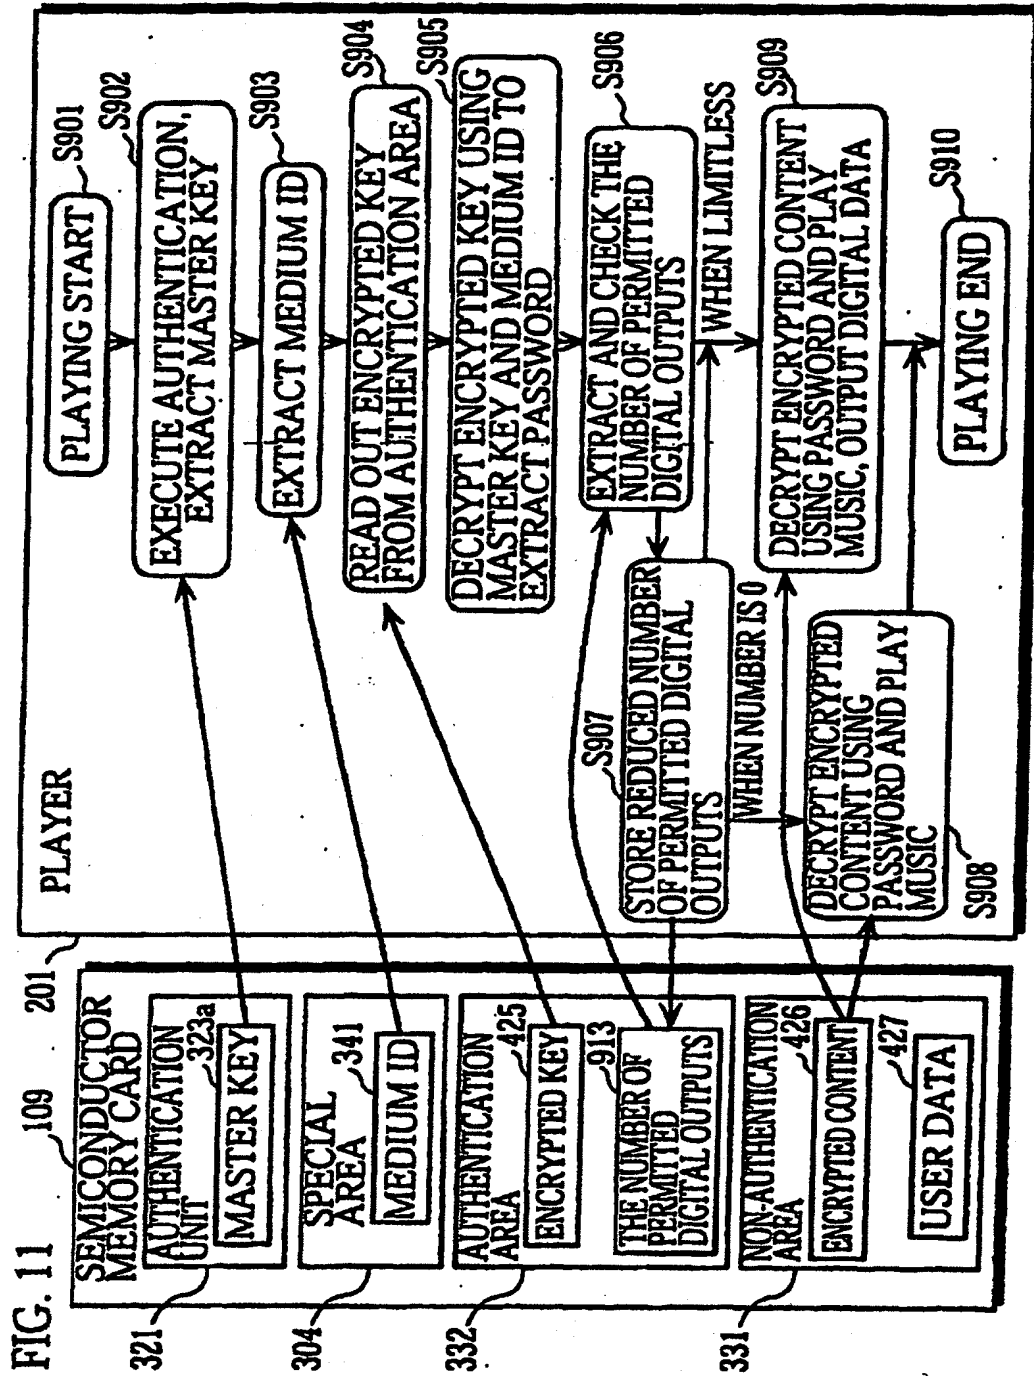 FIG. 11
109
SEMICONDUCTOR
MEMORY CARD
321
AUTHENTICATION
UNIT
323a
MASTER KEY
304
SPECIAL
AREA
341
MEDIUM ID
332
AUTHENTICATION
AREA
425
ENCRYPTED KEY
913
THE NUMBER OF
PERMITTED
DIGITAL OUTPUTS
331
NON-AUTHENTICATION
AREA
426
ENCRYPTED CONTENT
427
USER DATA
201
PLAYER
PLAYING START
S901
EXECUTE AUTHENTICATION,
EXTRACT MASTER KEY
S902
EXTRACT MEDIUM ID
S903
READ OUT ENCRYPTED KEY
FROM AUTHENTICATION AREA
S904
DECRYPT ENCRYPTED KEY USING
MASTER KEY AND MEDIUM ID TO
EXTRACT PASSWORD
S905
EXTRACT AND CHECK THE
NUMBER OF PERMITTED
DIGITAL OUTPUTS
S906
WHEN LIMITLESS
S907
STORE REDUCED NUMBER
OF PERMITTED DIGITAL
OUTPUTS
WHEN NUMBER IS 0
DECRYPT ENCRYPTED
CONTENT USING
PASSWORD AND PLAY
MUSIC
S908
DECRYPT ENCRYPTED CONTENT
USING PASSWORD AND PLAY
MUSIC, OUTPUT DIGITAL DATA
S909
PLAYING END
S910